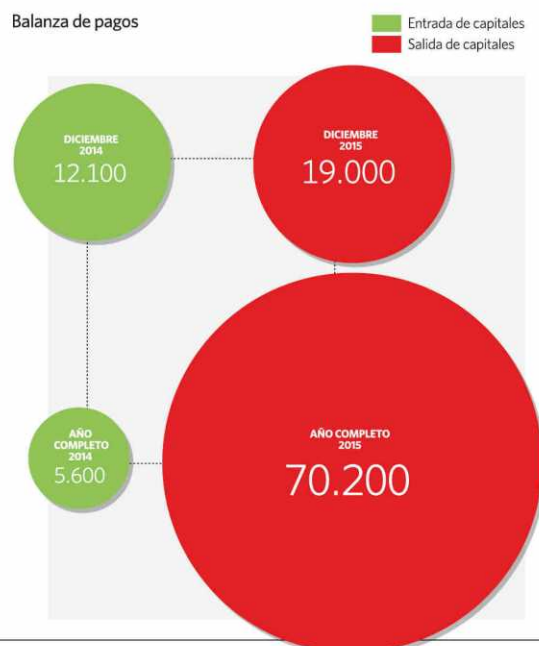 Balanza de pagos
Entrada de capitales
Salida de capitales
DICIEMBRE
2014
12.100
DICIEMBRE
2015
19.000
AÑO
COMPLETO
2014
5.600
AÑO COMPLETO
2015
70.200